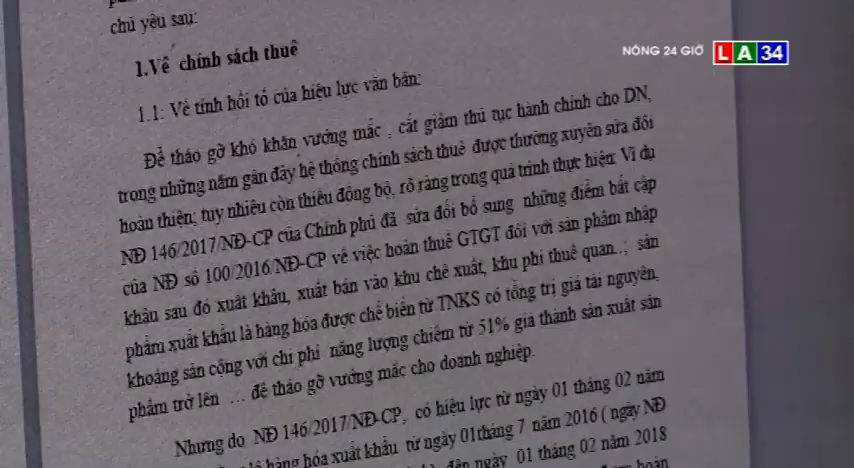 chủ yếu sau:
NÓNG 24 GIỜ LA34
1.Về chính sách thuế
1.1: Về tính hồi tố của hiệu lực văn bản:
Để tháo gỡ khó khăn vướng mắc , cắt giảm thủ tục hành chính cho DN,
trong những năm gần đây hệ thống chính sách thuế được thường xuyên sửa đổi
hoàn thiện; tuy nhiên còn thiếu đồng bộ, rõ ràng trong quá trình thực hiện: Ví dụ
NĐ 146/2017/NĐ-CP của Chính phủ đã sửa đổi bổ sung những điểm bất cập
của NĐ số 100/2016/NĐ-CP về việc hoàn thuế GTGT đối với sản phẩm nhập
khẩu sau đó xuất khẩu, xuất bán vào khu chế xuất, khu phi thuế quan...; sản
phẩm xuất khẩu là hàng hóa được chế biến từ TNKS có tổng trị giá tài nguyên,
khoáng sản cộng với chi phí năng lượng chiếm từ 51% giá thành sản xuất sản
phẩm trở lên ... để tháo gỡ vướng mắc cho doanh nghiệp.
Nhưng do NĐ 146/2017/NĐ-CP, có hiệu lực từ ngày 01 tháng 02 năm
hàng hóa xuất khẩu từ ngày 01tháng 7 năm 2016 ( ngày NĐ
đến ngày 01 tháng 02 năm 2018
hoàn